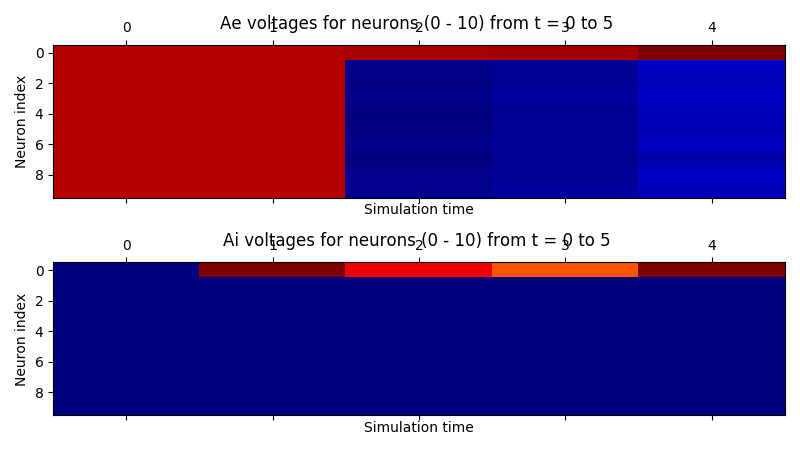 Ae voltages for neurons (0 - 10) from t = 0 to 5
0 1 2 3 4
0
2
4
6
8
Neuron index
Simulation time
Ai voltages for neurons (0 - 10) from t = 0 to 5
0 1 2 3 4
0
2
4
6
8
Neuron index
Simulation time